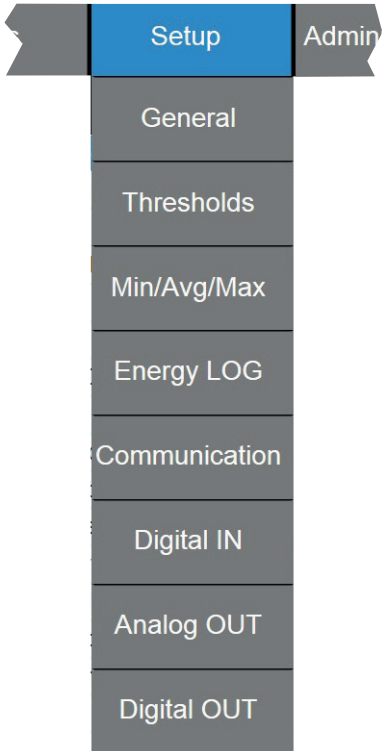 Setup
Admin
General
Thresholds
Min/Avg/Max
Energy LOG
Communication
Digital IN
Analog OUT
Digital OUT